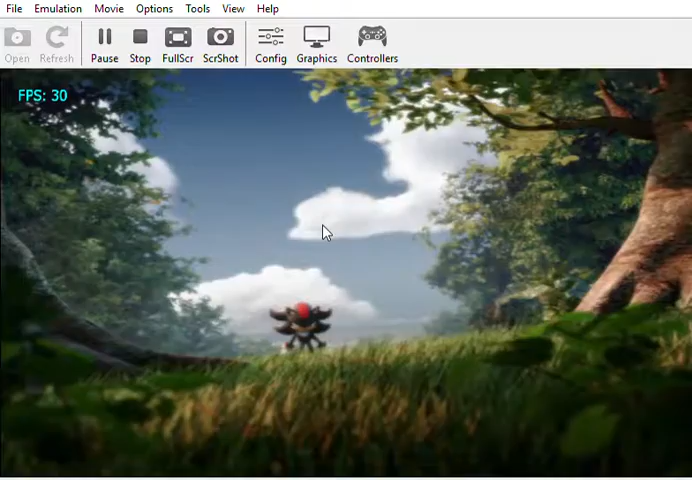 File Emulation Movie Options Tools View Help
Open Refresh Pause Stop FullScr ScrShot Config Graphics Controllers
FPS: 30